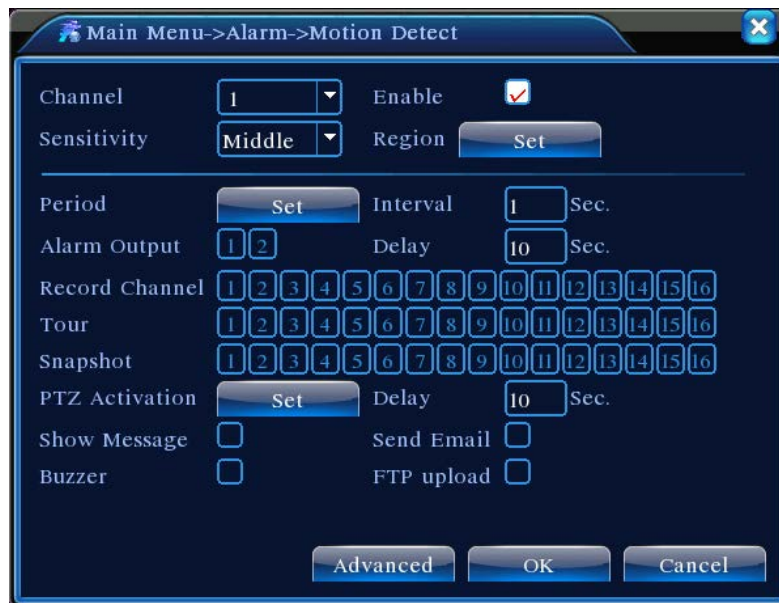 Main Menu->Alarm->Motion Detect
Channel 1 Enable
Sensitivity Middle Region Set
Period Set Interval 1 Sec.
Alarm Output 1 2 Delay 10 Sec.
Record Channel 1 2 3 4 5 6 7 8 9 10 11 12 13 14 15 16
Tour 1 2 3 4 5 6 7 8 9 10 11 12 13 14 15 16
Snapshot 1 2 3 4 5 6 7 8 9 10 11 12 13 14 15 16
PTZ Activation Set Delay 10 Sec.
Show Message Send Email
Buzzer FTP upload
Advanced OK Cancel